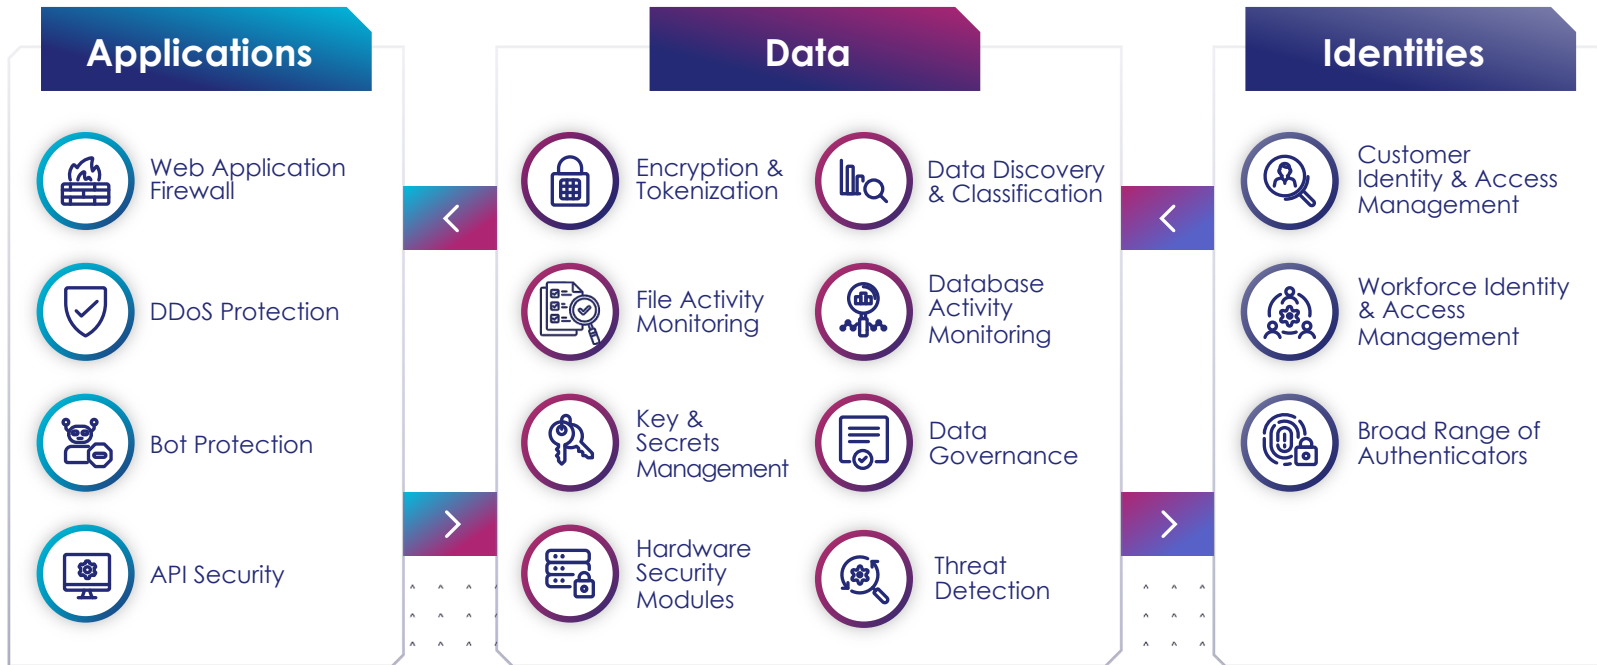 Applications
Web Application
Firewall
DDoS Protection
Bot Protection
API Security
Data
Encryption &
Tokenization
File Activity
Monitoring
Key &
Secrets
Management
Hardware
Security
Modules
Data Discovery
& Classification
Database
Activity
Monitoring
Data
Governance
Threat
Detection
Identities
Customer
Identity & Access
Management
Workforce Identity
& Access
Management
Broad Range of
Authenticators